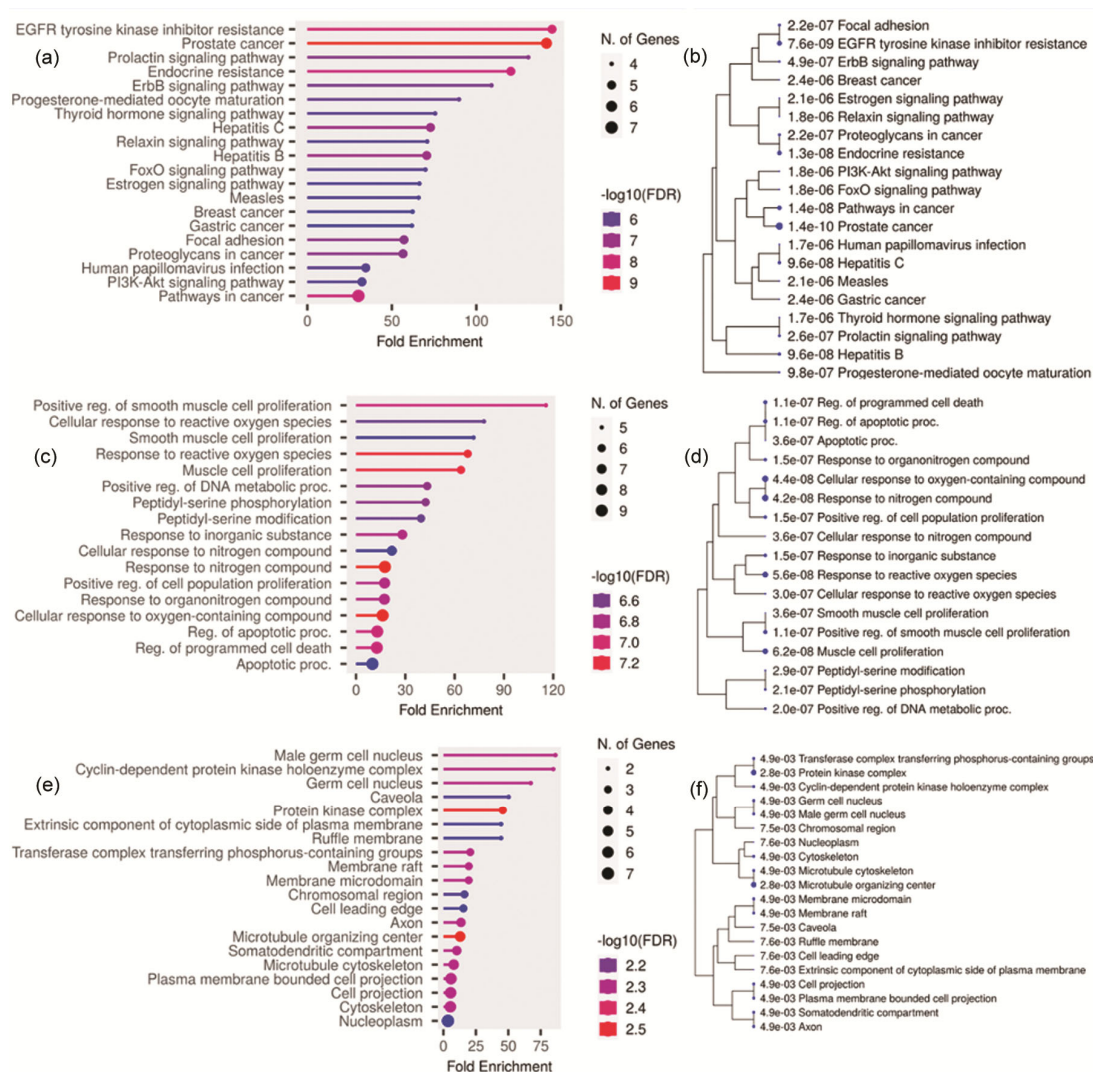 (a)
EGFR tyrosine kinase inhibitor resistance
Prostate cancer
Prolactin signaling pathway
Endocrine resistance
ErbB signaling pathway
Progesterone-mediated oocyte maturation
Thyroid hormone signaling pathway
Hepatitis C
Relaxin signaling pathway
Hepatitis B
FoxO signaling pathway
Estrogen signaling pathway
Measles
Breast cancer
Gastric cancer
Focal adhesion
Proteoglycans in cancer
Human papillomavirus infection
PI3K-Akt signaling pathway
Pathways in cancer
0 50 100 150
Fold Enrichment
N. of Genes
4
5
6
7
-log10(FDR)
6
7
8
9
(b)
2.2e-07 Focal adhesion
7.6e-09 EGFR tyrosine kinase inhibitor resistance
4.9e-07 ErbB signaling pathway
2.4e-06 Breast cancer
2.1e-06 Estrogen signaling pathway
1.8e-06 Relaxin signaling pathway
2.2e-07 Proteoglycans in cancer
1.3e-08 Endocrine resistance
1.8e-06 PI3K-Akt signaling pathway
1.8e-06 FoxO signaling pathway
1.4e-08 Pathways in cancer
1.4e-10 Prostate cancer
1.7e-06 Human papillomavirus infection
9.6e-08 Hepatitis C
2.1e-06 Measles
2.4e-06 Gastric cancer
1.7e-06 Thyroid hormone signaling pathway
2.6e-07 Prolactin signaling pathway
9.6e-08 Hepatitis B
9.8e-07 Progesterone-mediated oocyte maturation
(c)
Positive reg. of smooth muscle cell proliferation
Cellular response to reactive oxygen species
Smooth muscle cell proliferation
Response to reactive oxygen species
Muscle cell proliferation
Positive reg. of DNA metabolic proc.
Peptidyl-serine phosphorylation
Peptidyl-serine modification
Response to inorganic substance
Cellular response to nitrogen compound
Response to nitrogen compound
Positive reg. of cell population proliferation
Response to organonitrogen compound
Cellular response to oxygen-containing compound
Reg. of apoptotic proc.
Reg. of programmed cell death
Apoptotic proc.
0 30 60 90 120
Fold Enrichment
N. of Genes
5
6
7
8
9
-log10(FDR)
6.6
6.8
7.0
7.2
(d)
1.1e-07 Reg. of programmed cell death
1.1e-07 Reg. of apoptotic proc.
3.6e-07 Apoptotic proc.
1.5e-07 Response to organonitrogen compound
4.4e-08 Cellular response to oxygen-containing compound
4.2e-08 Response to nitrogen compound
1.5e-07 Positive reg. of cell population proliferation
3.6e-07 Cellular response to nitrogen compound
1.5e-07 Response to inorganic substance
5.6e-08 Response to reactive oxygen species
3.0e-07 Cellular response to reactive oxygen species
3.6e-07 Smooth muscle cell proliferation
1.1e-07 Positive reg. of smooth muscle cell proliferation
6.2e-08 Muscle cell proliferation
2.9e-07 Peptidyl-serine modification
2.1e-07 Peptidyl-serine phosphorylation
2.0e-07 Positive reg. of DNA metabolic proc.
(e)
Male germ cell nucleus
Cyclin-dependent protein kinase holoenzyme complex
Germ cell nucleus
Caveola
Protein kinase complex
Extrinsic component of cytoplasmic side of plasma membrane
Ruffle membrane
Transferase complex transferring phosphorus-containing groups
Membrane raft
Membrane microdomain
Chromosomal region
Cell leading edge
Axon
Microtubule organizing center
Somatodendritic compartment
Microtubule cytoskeleton
Plasma membrane bounded cell projection
Cell projection
Cytoskeleton
Nucleoplasm
0 25 50 75
Fold Enrichment
N. of Genes
2
3
4
5
6
7
-log10(FDR)
2.2
2.3
2.4
2.5
(f)
4.9e-03 Transferase complex transferring phosphorus-containing groups
2.8e-03 Protein kinase complex
4.9e-03 Cyclin-dependent protein kinase holoenzyme complex
4.9e-03 Germ cell nucleus
4.9e-03 Male germ cell nucleus
7.5e-03 Chromosomal region
7.6e-03 Nucleoplasm
4.9e-03 Cytoskeleton
4.9e-03 Microtubule cytoskeleton
2.8e-03 Microtubule organizing center
4.9e-03 Membrane microdomain
4.9e-03 Membrane raft
7.5e-03 Caveola
7.6e-03 Ruffle membrane
7.6e-03 Cell leading edge
7.6e-03 Extrinsic component of cytoplasmic side of plasma membrane
4.9e-03 Cell projection
4.9e-03 Plasma membrane bounded cell projection
4.9e-03 Somatodendritic compartment
4.9e-03 Axon